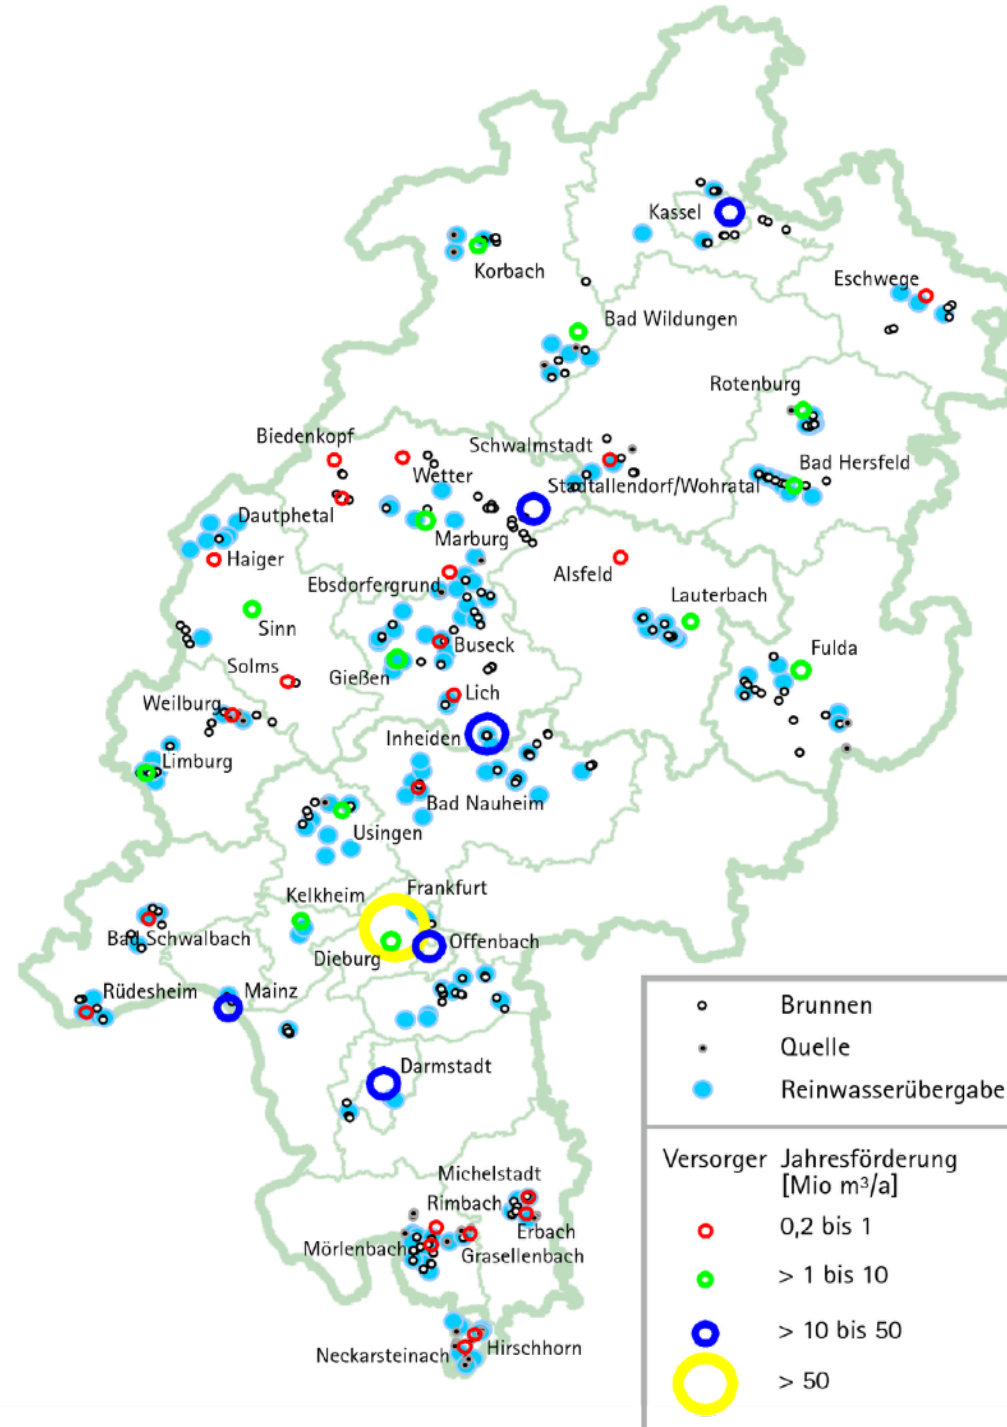 Kassel
Korbach
Eschwege
Bad Wildungen
Rotenburg
Biedenkopf
Schwalmstadt
Wetter
Bad Hersfeld
Stadtallendorf/Wohratal
Dautphetal
Marburg
Haiger
Alsfeld
Ebsdorfergrund
Lauterbach
Sinn
Buseck
Fulda
Solms
Gießen
Weilburg
Lich
Inheiden
Limburg
Bad Nauheim
Usingen
Kelkheim
Frankfurt
Bad Schwalbach
Dieburg
Offenbach
Rüdesheim
Mainz
Darmstadt
Michelstadt
Rimbach
Erbach
Mörlenbach
Grasellenbach
Neckarsteinach
Hirschhorn
Brunnen
Quelle
Reinwasserübergabe
Versorger Jahresförderung
[Mio m³/a]
0,2 bis 1
> 1 bis 10
> 10 bis 50
> 50